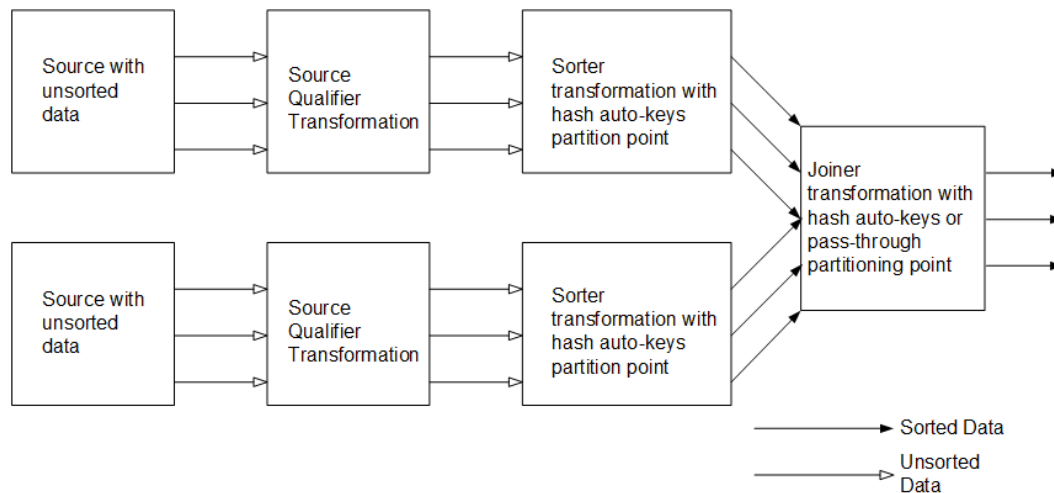 Source with
unsorted
data
Source
Qualifier
Transformation
Sorter
transformation with
hash auto-keys
partition point
Joiner
transformation with
hash auto-keys or
pass-through
partitioning point
Source with
unsorted
data
Source
Qualifier
Transformation
Sorter
transformation with
hash auto-keys
partition point
Sorted Data
Unsorted
Data